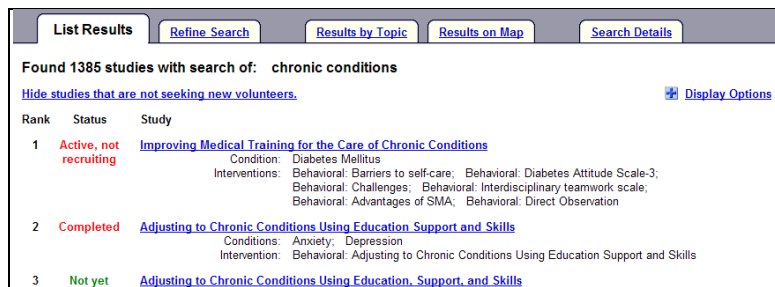 List Results Refine Search Results by Topic Results on Map Search Details
Found 1385 studies with search of: chronic conditions
Hide studies that are not seeking new volunteers. Display Options
Rank Status Study
1 Active, not recruiting Improving Medical Training for the Care of Chronic Conditions
Condition: Diabetes Mellitus
Interventions: Behavioral: Barriers to self-care; Behavioral: Diabetes Attitude Scale-3;
Behavioral: Challenges; Behavioral: Interdisciplinary teamwork scale;
Behavioral: Advantages of SMA; Behavioral: Direct Observation
2 Completed Adjusting to Chronic Conditions Using Education Support and Skills
Conditions: Anxiety; Depression
Intervention: Behavioral: Adjusting to Chronic Conditions Using Education Support and Skills
3 Not yet Adjusting to Chronic Conditions Using Education, Support, and Skills